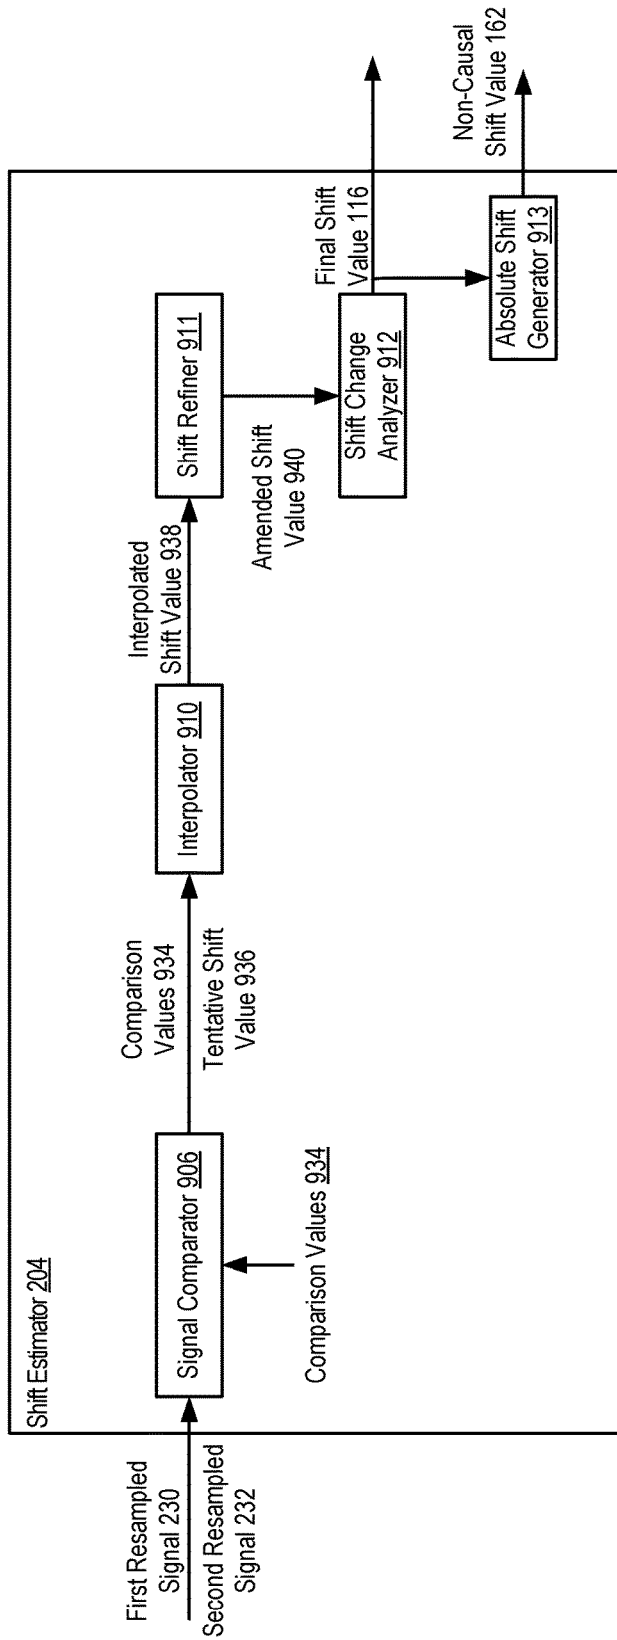 Shift Estimator 204
First Resampled
Signal 230
Second Resampled
Signal 232
Signal Comparator 906
Comparison Values 934
Comparison
Values 934
Tentative Shift
Value 936
Interpolator 910
Interpolated
Shift Value 938
Shift Refiner 911
Amended Shift
Value 940
Shift Change
Analyzer 912
Final Shift
Value 116
Absolute Shift
Generator 913
Non-Causal
Shift Value 162